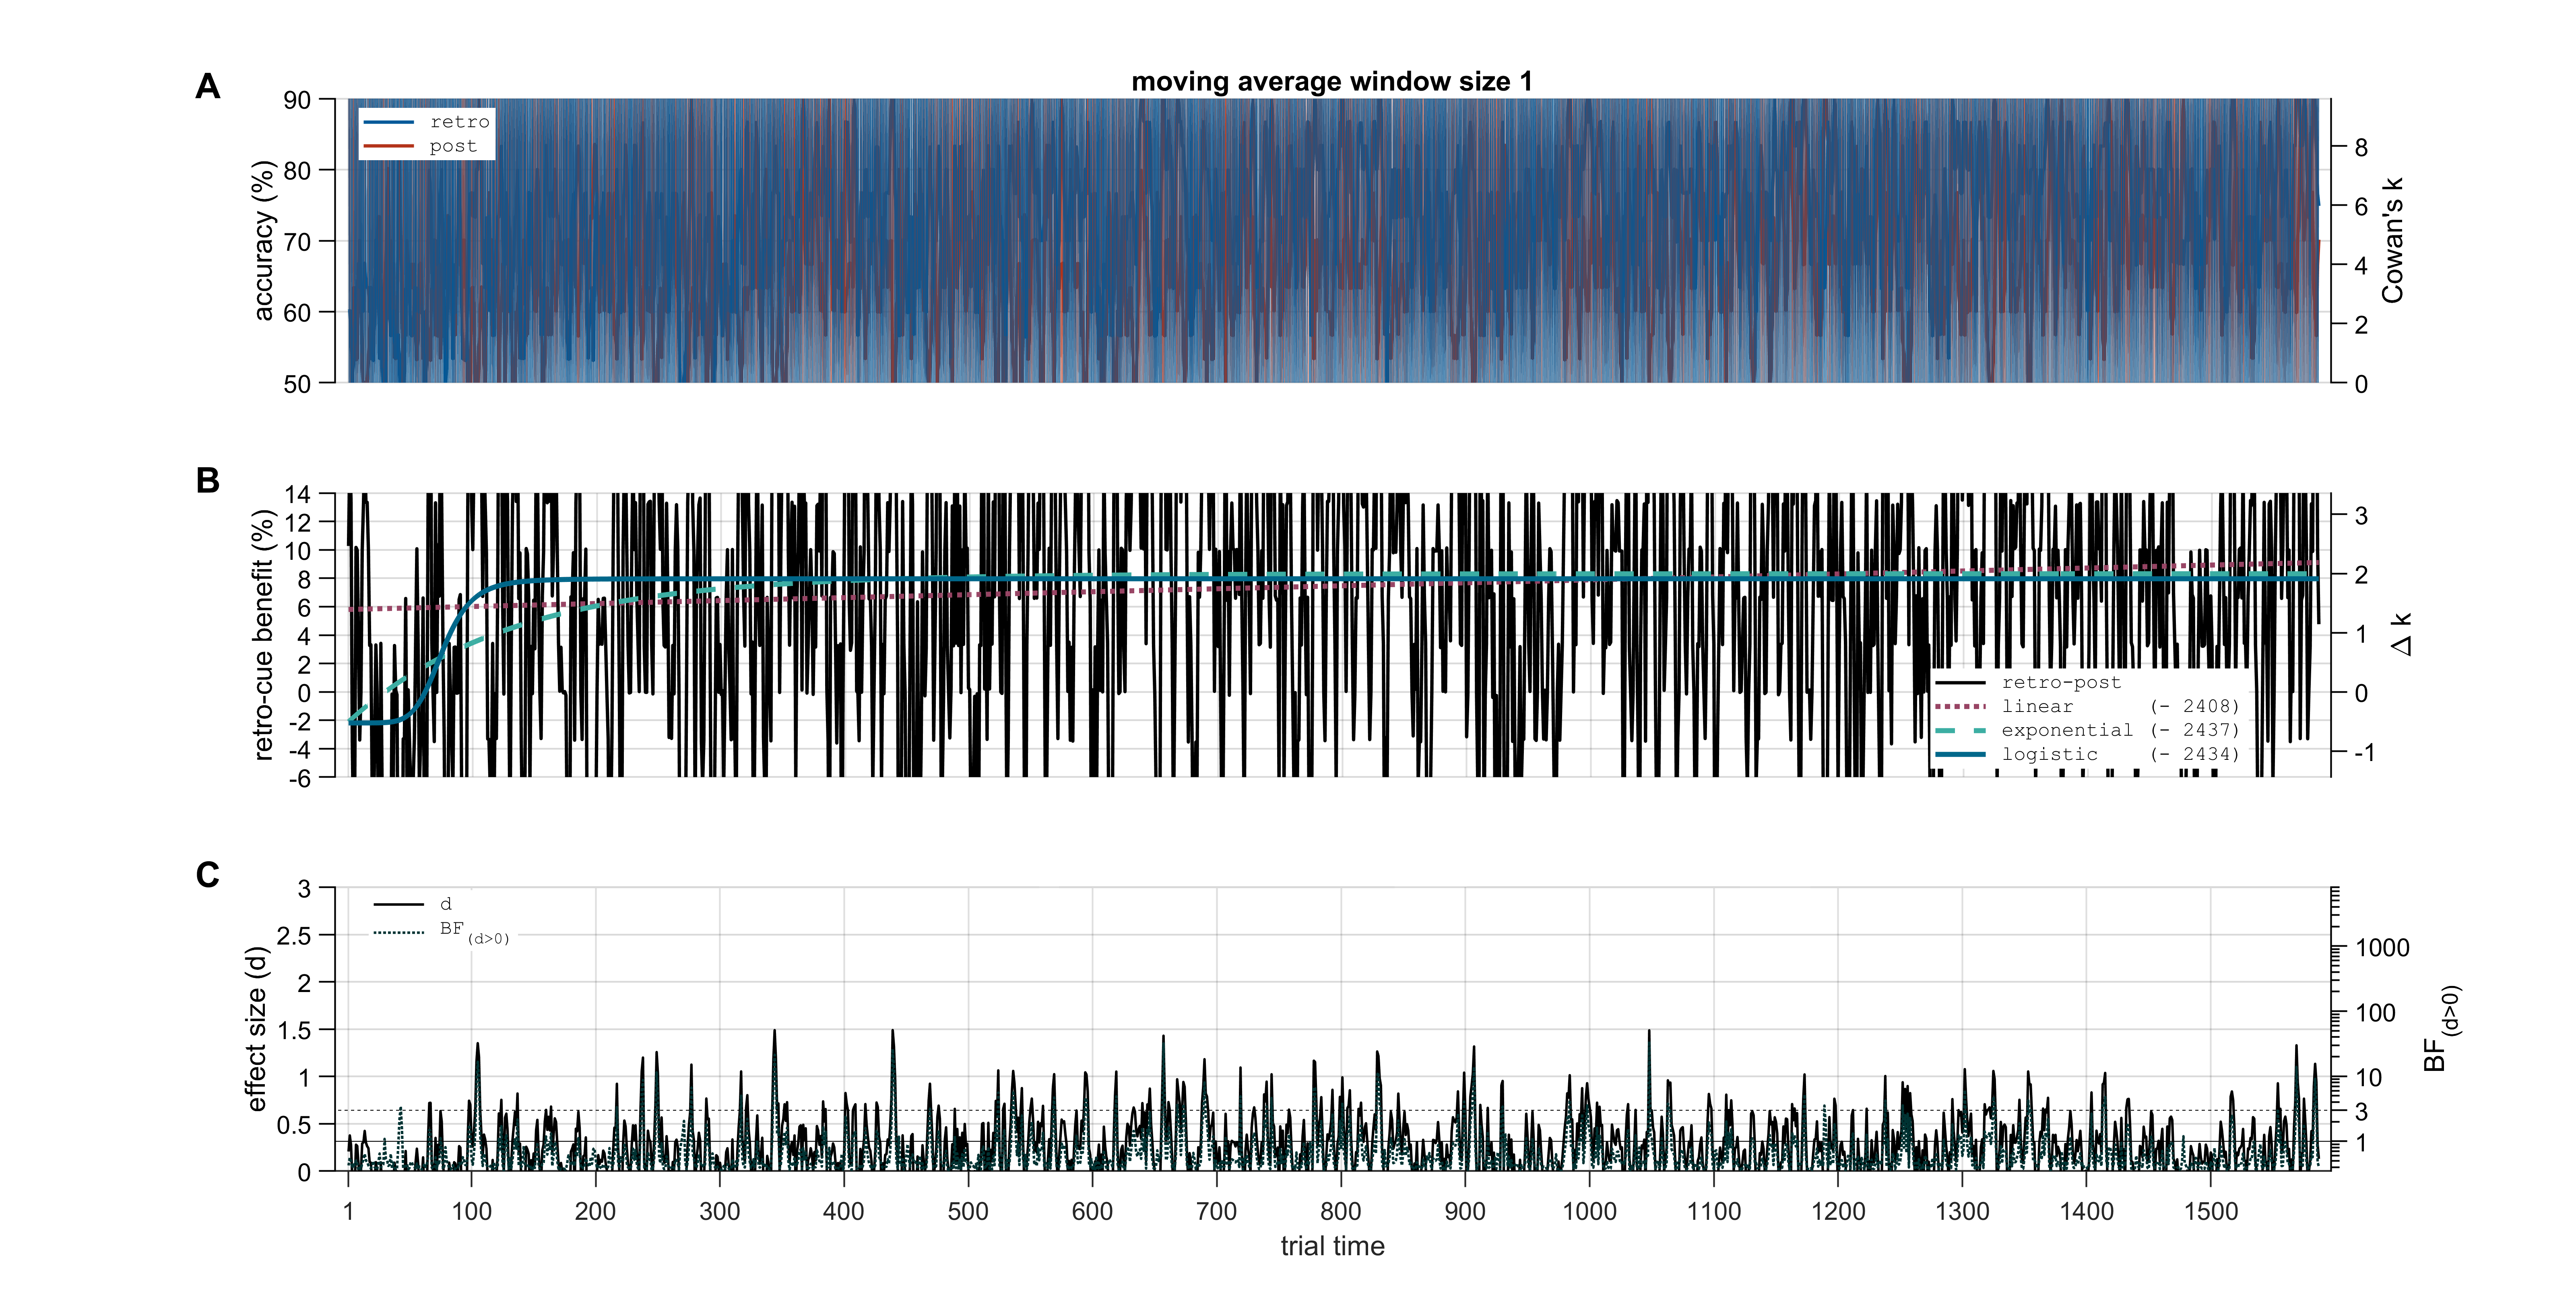 A
moving average window size 1
90
80
70
60
50
accuracy (%)
retro
post
8
6
4
2
0
Cowan's k
B
14
12
10
8
6
4
2
0
-2
-4
-6
retro-cue benefit (%)
3
2
1
0
-1
Δ k
retro-post
linear (- 2408)
exponential (- 2437)
logistic (- 2434)
C
3
2.5
2
1.5
1
0.5
0
effect size (d)
d
BF(d>0)
1000
100
10
3
1
BF(d>0)
1 100 200 300 400 500 600 700 800 900 1000 1100 1200 1300 1400 1500
trial time